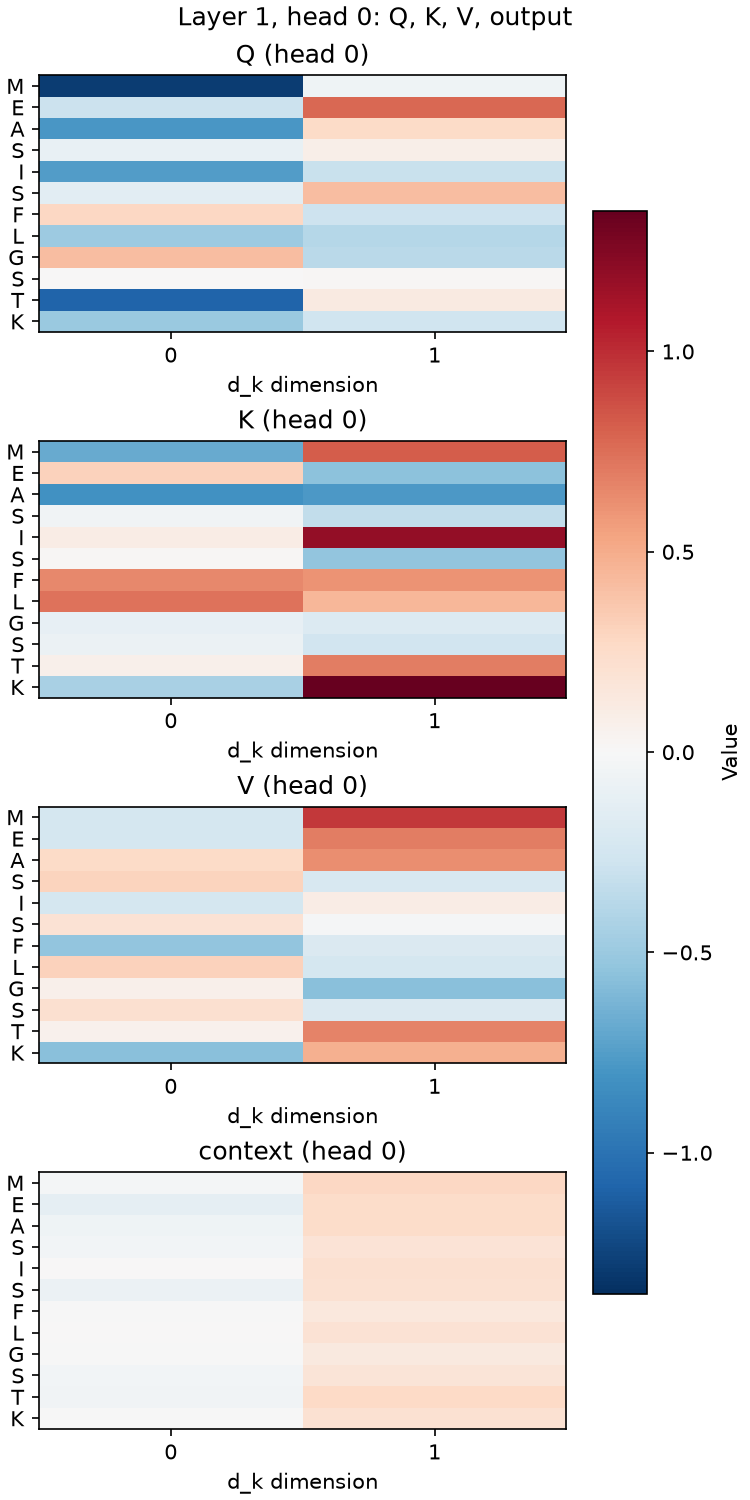 Layer 1, head 0: Q, K, V, output
Q (head 0)
M
E
A
S
I
S
F
L
G
S
T
K
0 1
d_k dimension
K (head 0)
M
E
A
S
I
S
F
L
G
S
T
K
0 1
d_k dimension
V (head 0)
M
E
A
S
I
S
F
L
G
S
T
K
0 1
d_k dimension
context (head 0)
M
E
A
S
I
S
F
L
G
S
T
K
0 1
d_k dimension
1.0
0.5
0.0
−0.5
−1.0
Value